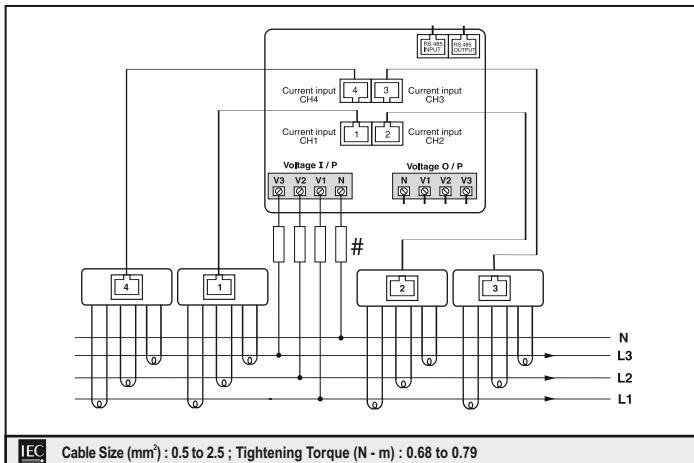 RS 485 RS 485
INPUT OUTPUT
Current input 4 3 Current input
CH4 CH3
Current input 1 2 Current input
CH1 CH2
Voltage I / P Voltage O / P
V3 V2 V1 N N V1 V2 V3
#
4 1 2 3
N
L3
L2
L1
IEC Cable Size (mm²) : 0.5 to 2.5 ; Tightening Torque (N - m) : 0.68 to 0.79